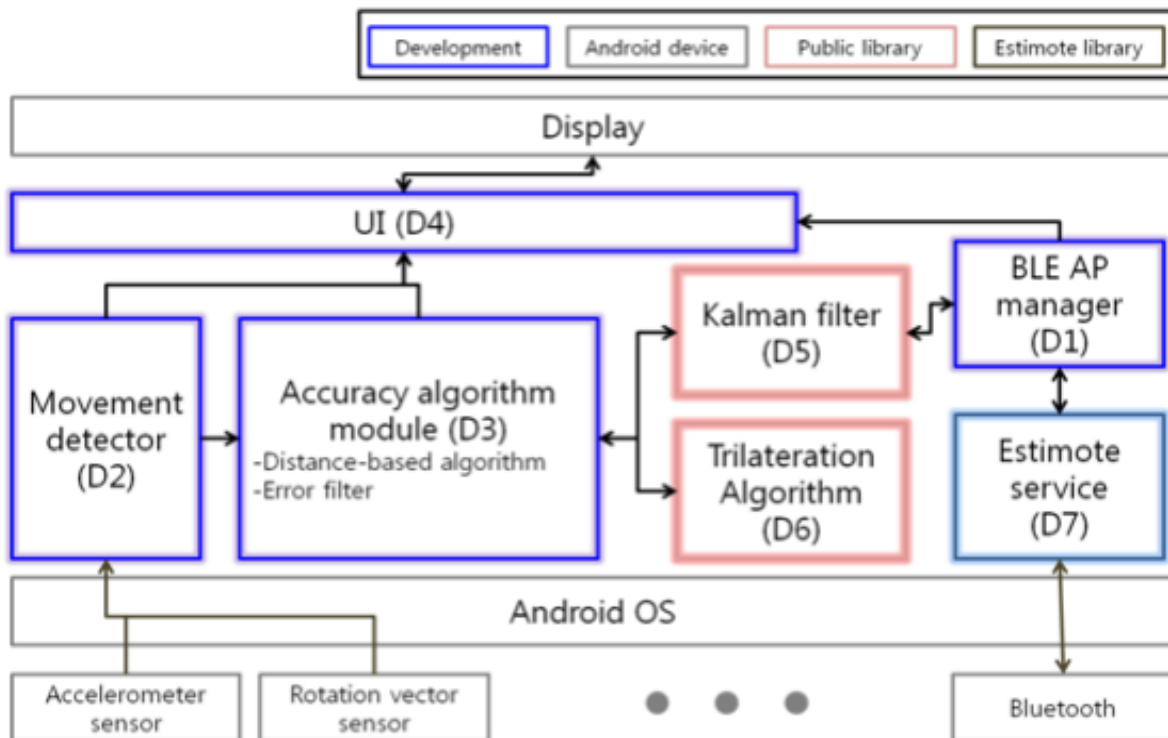 Development
Android device
Public library
Estimote library
Display
UI (D4)
BLE AP
manager
(D1)
Kalman filter
(D5)
Movement
detector
(D2)
Accuracy algorithm
module (D3)
-Distance-based algorithm
-Error filter
Trilateration
Algorithm
(D6)
Estimote
service
(D7)
Android OS
Accelerometer
sensor
Rotation vector
sensor
Bluetooth